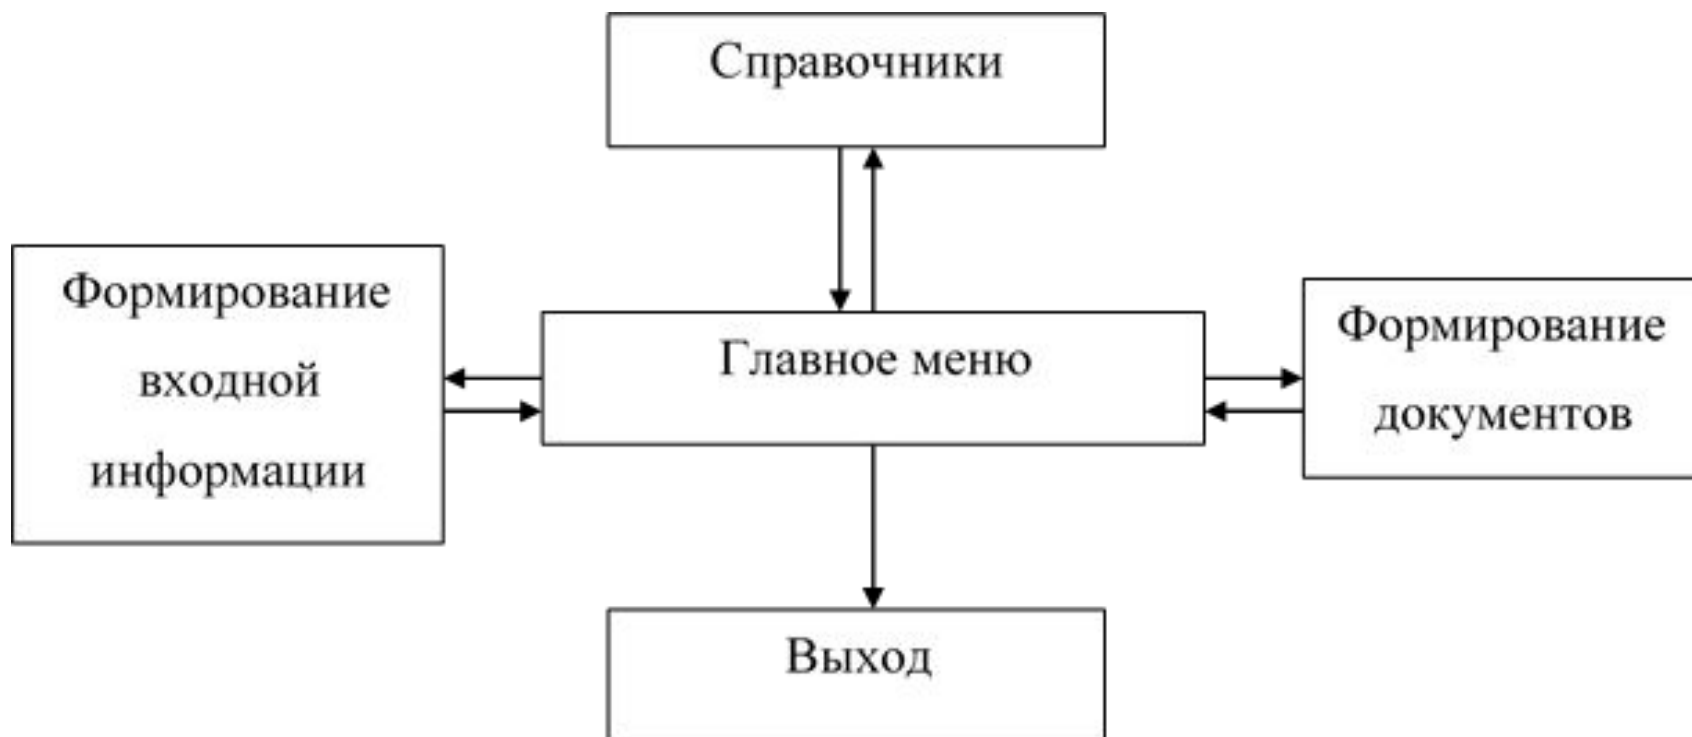 Справочники
Формирование
входной
информации
Главное меню
Формирование
документов
Выход